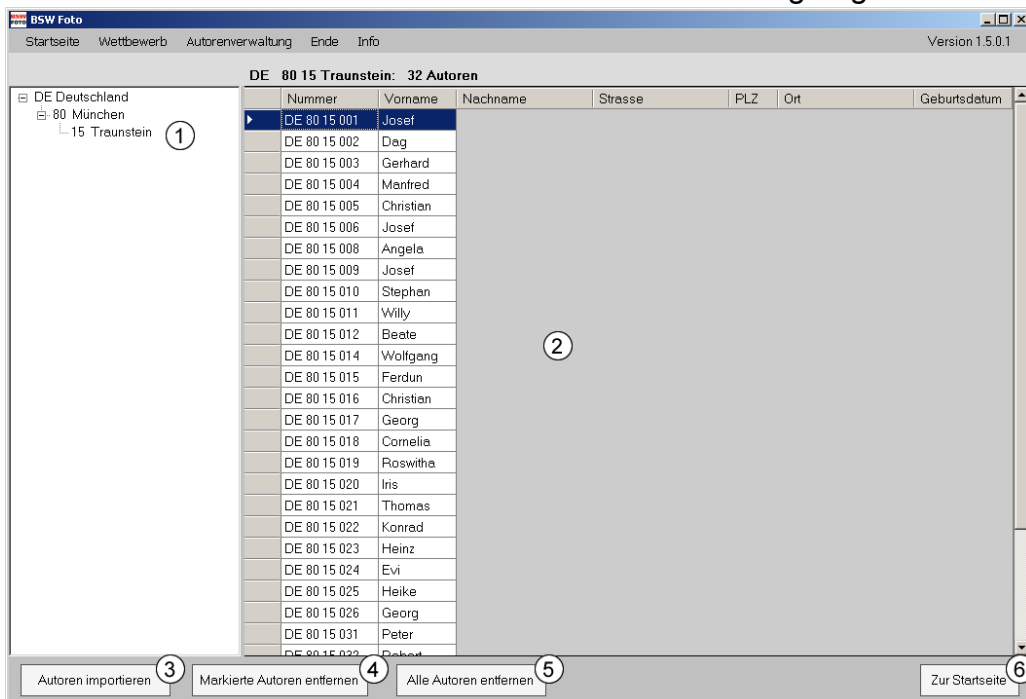 BSW Foto
Startseite Wettbewerb Autorenverwaltung Ende Info Version 1.5.0.1
DE 80 15 Traunstein: 32 Autoren
DE Deutschland
80 München
15 Traunstein
1
Nummer Vorname Nachname Strasse PLZ Ort Geburtsdatum
DE 80 15 001 Josef
DE 80 15 002 Dag
DE 80 15 003 Gerhard
DE 80 15 004 Manfred
DE 80 15 005 Christian
DE 80 15 006 Josef
DE 80 15 008 Angela
DE 80 15 009 Josef
DE 80 15 010 Stephan
DE 80 15 011 Willy
DE 80 15 012 Beate
2
DE 80 15 014 Wolfgang
DE 80 15 015 Ferdun
DE 80 15 016 Christian
DE 80 15 017 Georg
DE 80 15 018 Cornelia
DE 80 15 019 Roswitha
DE 80 15 020 Iris
DE 80 15 021 Thomas
DE 80 15 022 Konrad
DE 80 15 023 Heinz
DE 80 15 024 Evi
DE 80 15 025 Heike
DE 80 15 026 Georg
DE 80 15 031 Peter
DE 80 15 032 Robert
Autoren importieren 3 Markierte Autoren entfernen 4 Alle Autoren entfernen 5 Zur Startseite 6